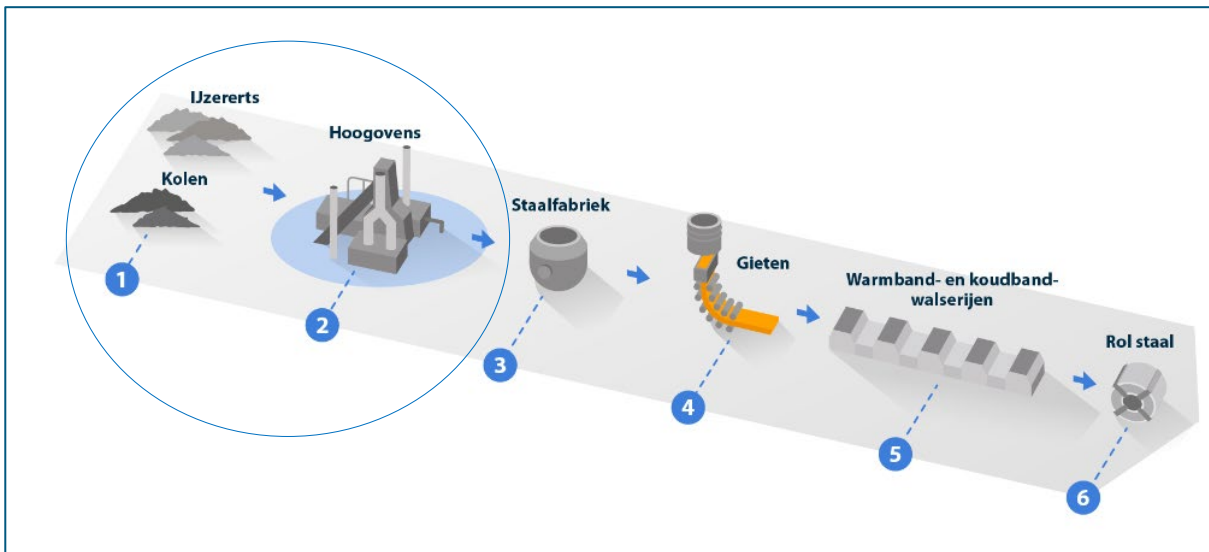 IJzererts
Kolen
Hoogovens
Staalfabriek
Gieten
Warmband- en koudband-
walserijen
Rol staal
1
2
3
4
5
6